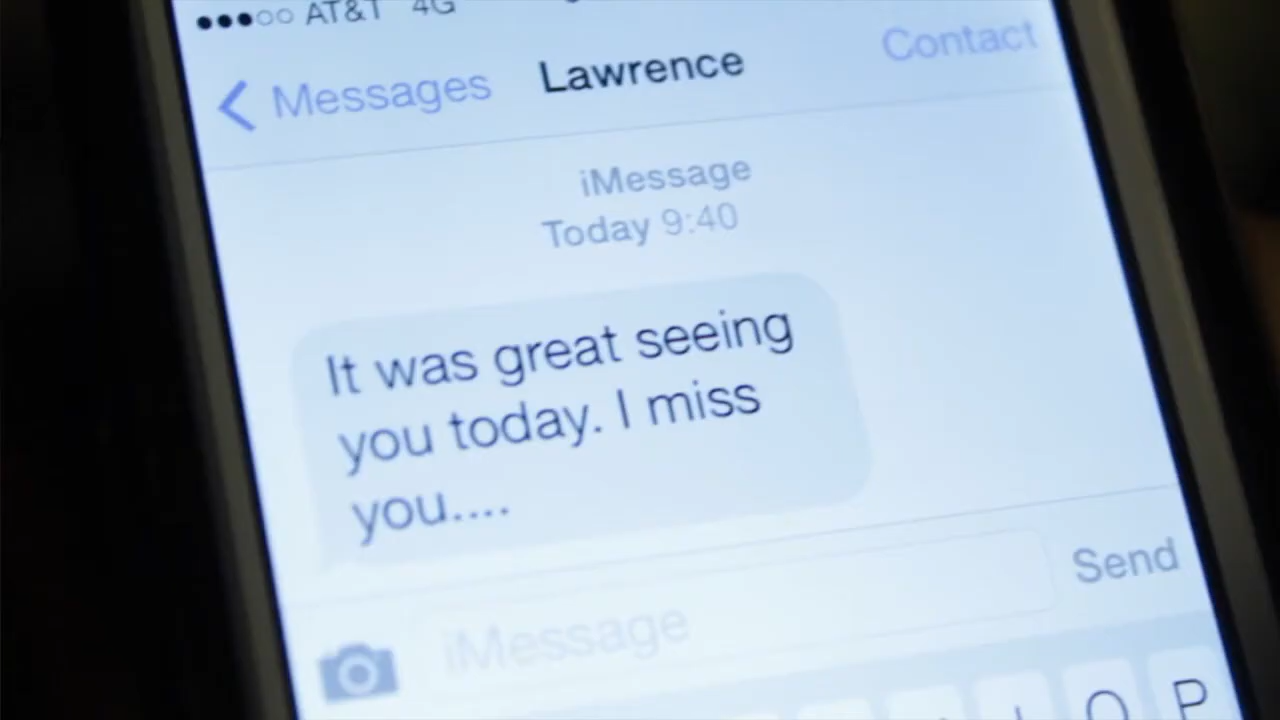 AT&T 4G
Messages Lawrence Contact
iMessage
Today 9:40
It was great seeing
you today. I miss
you....
iMessage Send
O P